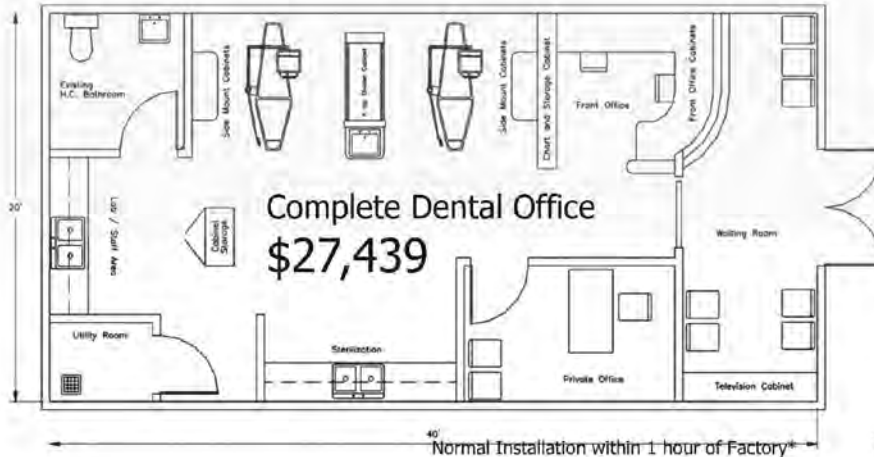 Existing
H.C. Bathroom
Side Mount Cabinets
Side Mount Cabinets
Chart and Storage Cabinet
Front Office
Front Office Cabinets
20'
Lab / Staff Area
Cabinet
Storage
Complete Dental Office
$27,439
Waiting Room
Utility Room
Sterilization
Private Office
Television Cabinet
40'
Normal Installation within 1 hour of Factory*